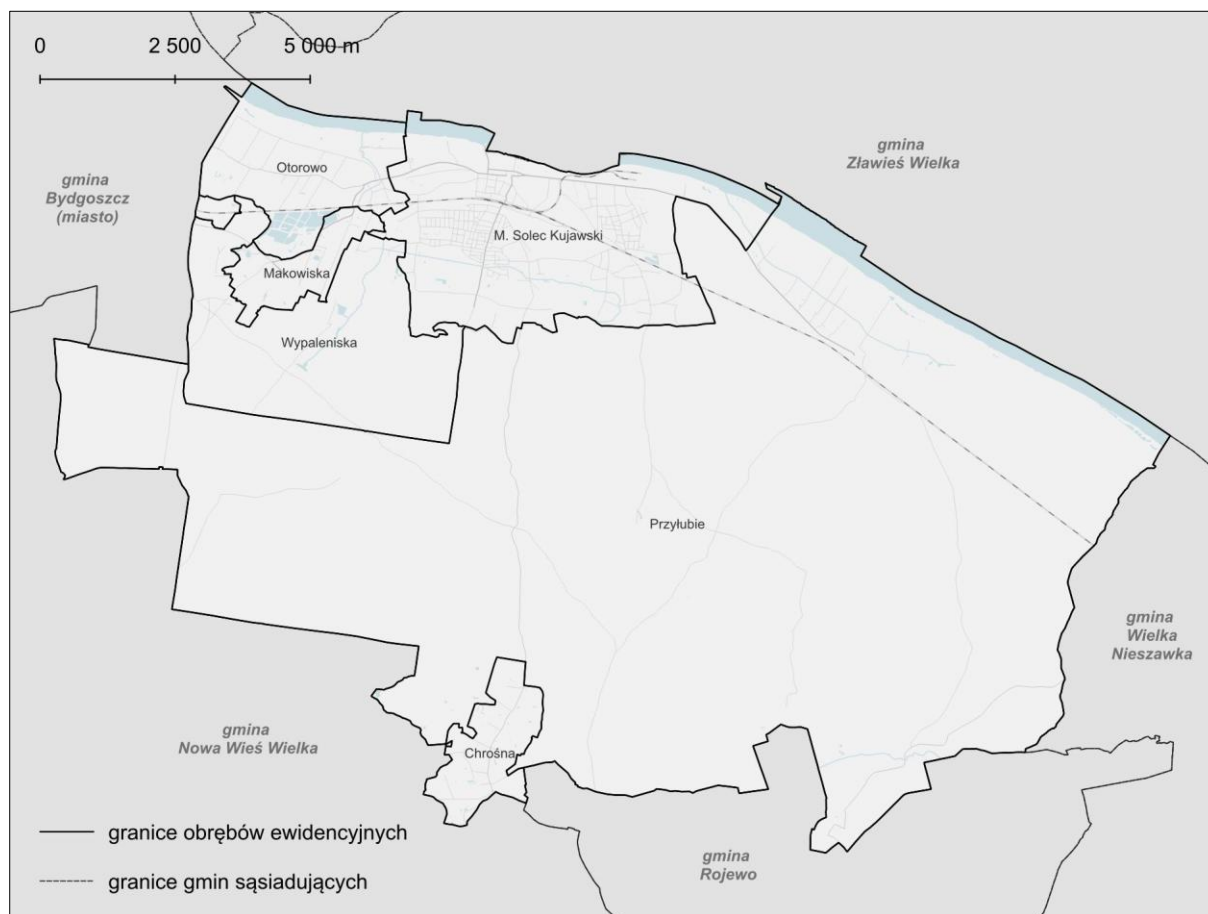 0 2 500 5 000 m
gmina
Zławieś Wielka
gmina
Bydgoszcz
(miasto)
Otorowo
M. Solec Kujawski
Makowiska
Wypaleniska
Przyłubie
gmina
Wielka
Nieszawka
gmina
Nowa Wieś Wielka
Chrośna
gmina
Rojewo
granice obrębów ewidencyjnych
granice gmin sąsiadujących